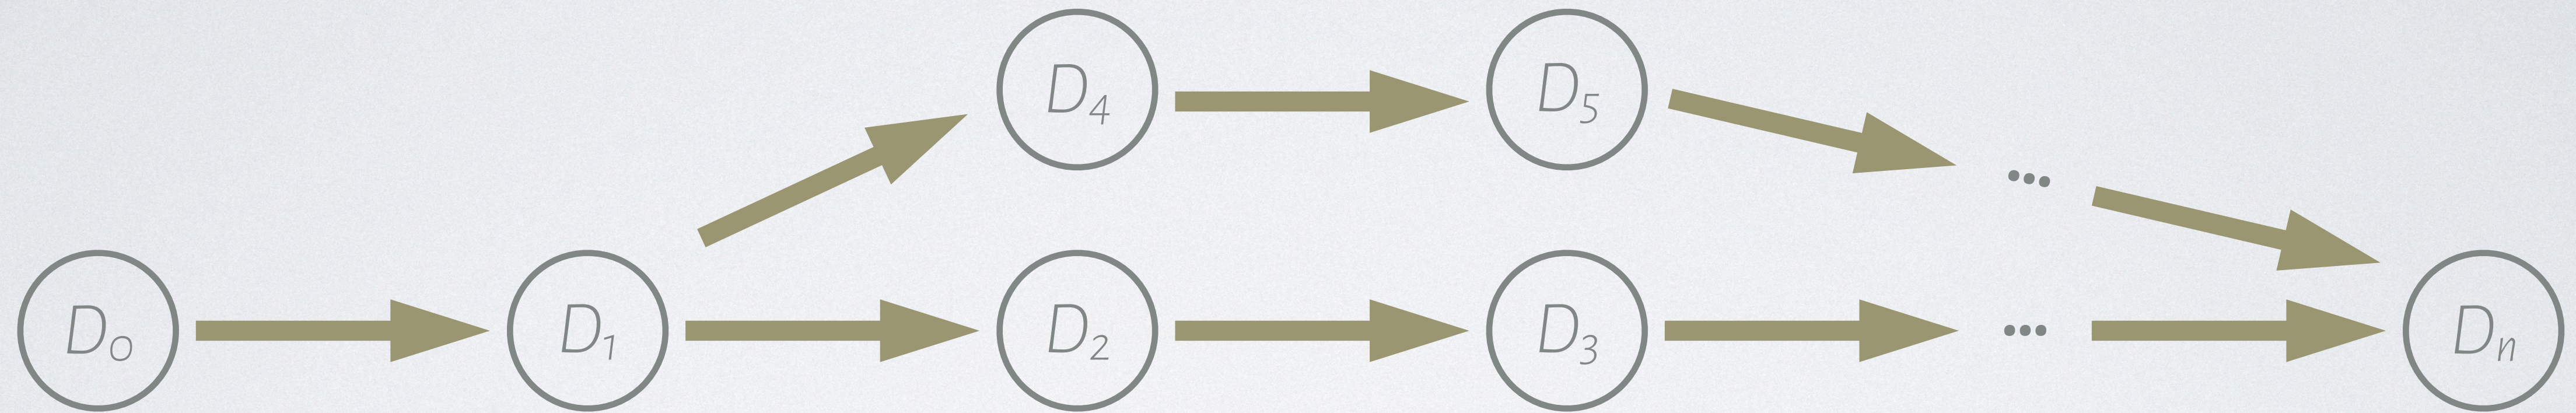 D₄ D₅
...
D₀ D₁ D₂ D₃ ... Dₙ